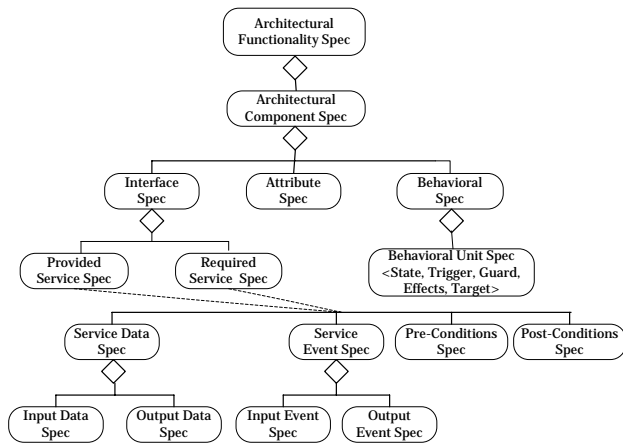 Architectural
Functionality Spec
Architectural
Component Spec
Interface
Spec
Attribute
Spec
Behavioral
Spec
Provided
Service Spec
Required
Service Spec
Behavioral Unit Spec
<State, Trigger, Guard,
Effects, Target>
Service Data
Spec
Service
Event Spec
Pre-Conditions
Spec
Post-Conditions
Spec
Input Data
Spec
Output Data
Spec
Input Event
Spec
Output
Event Spec